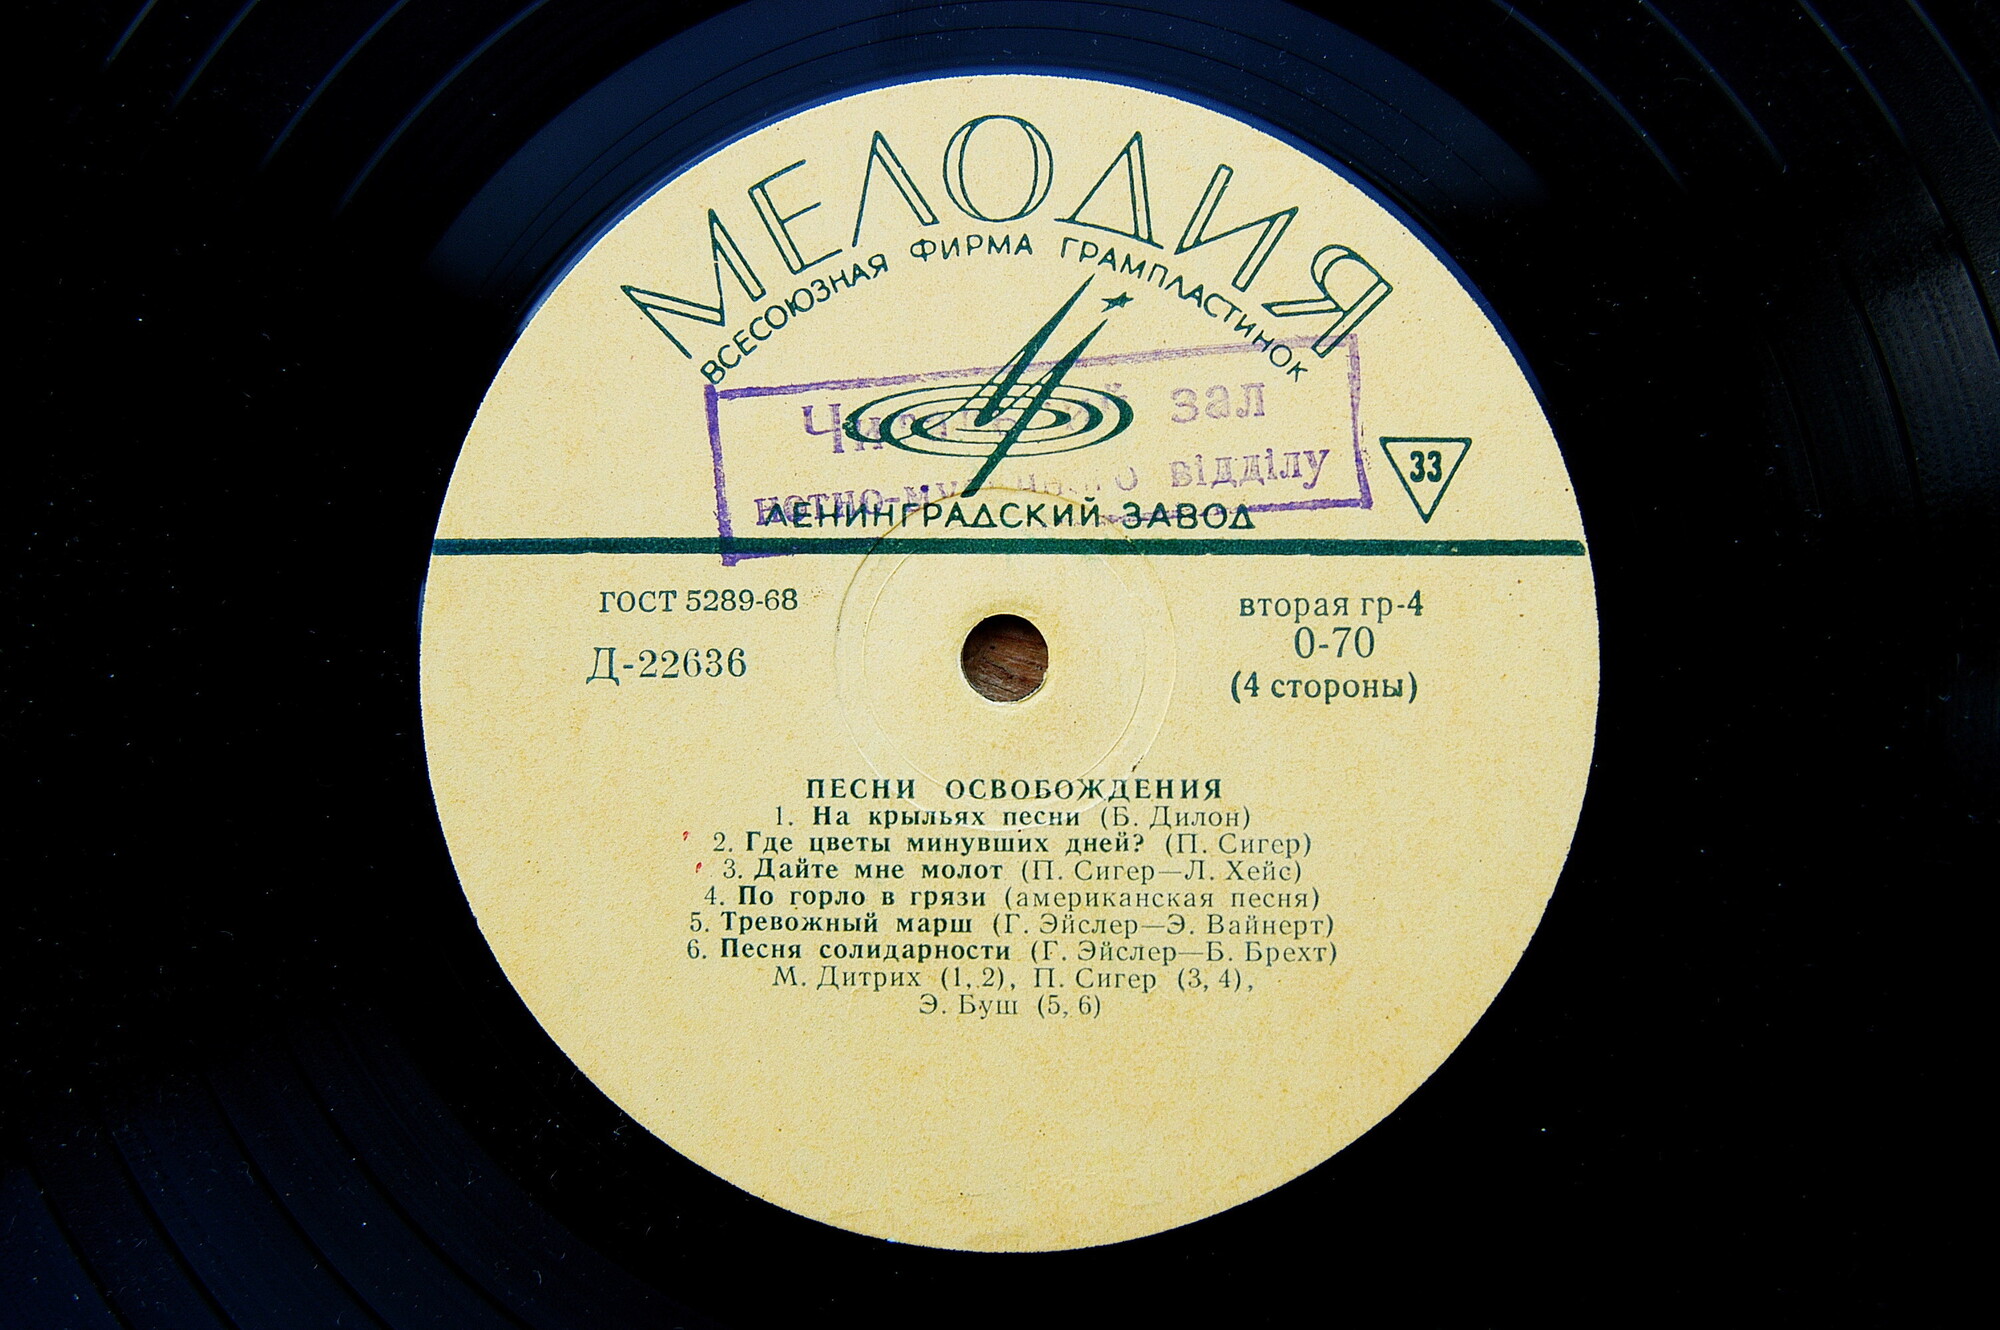 МЕЛОДИЯ
ВСЕСОЮЗНАЯ ФИРМА ГРАМПЛАСТИНОК
зал
відділу
33
ЛЕНИНГРАДСКИЙ ЗАВОД
ГОСТ 5289-68
Д-22636
вторая гр-4
0-70
(4 стороны)
ПЕСНИ ОСВОБОЖДЕНИЯ
1. На крыльях песни (Б. Дилон)
2. Где цветы минувших дней? (П. Сигер)
3. Дайте мне молот (П. Сигер—Л. Хейс)
4. По горло в грязи (американская песня)
5. Тревожный марш (Г. Эйслер—Э. Вайнерт)
6. Песня солидарности (Г. Эйслер—Б. Брехт)
М. Дитрих (1, 2), П. Сигер (3, 4),
Э. Буш (5, 6)